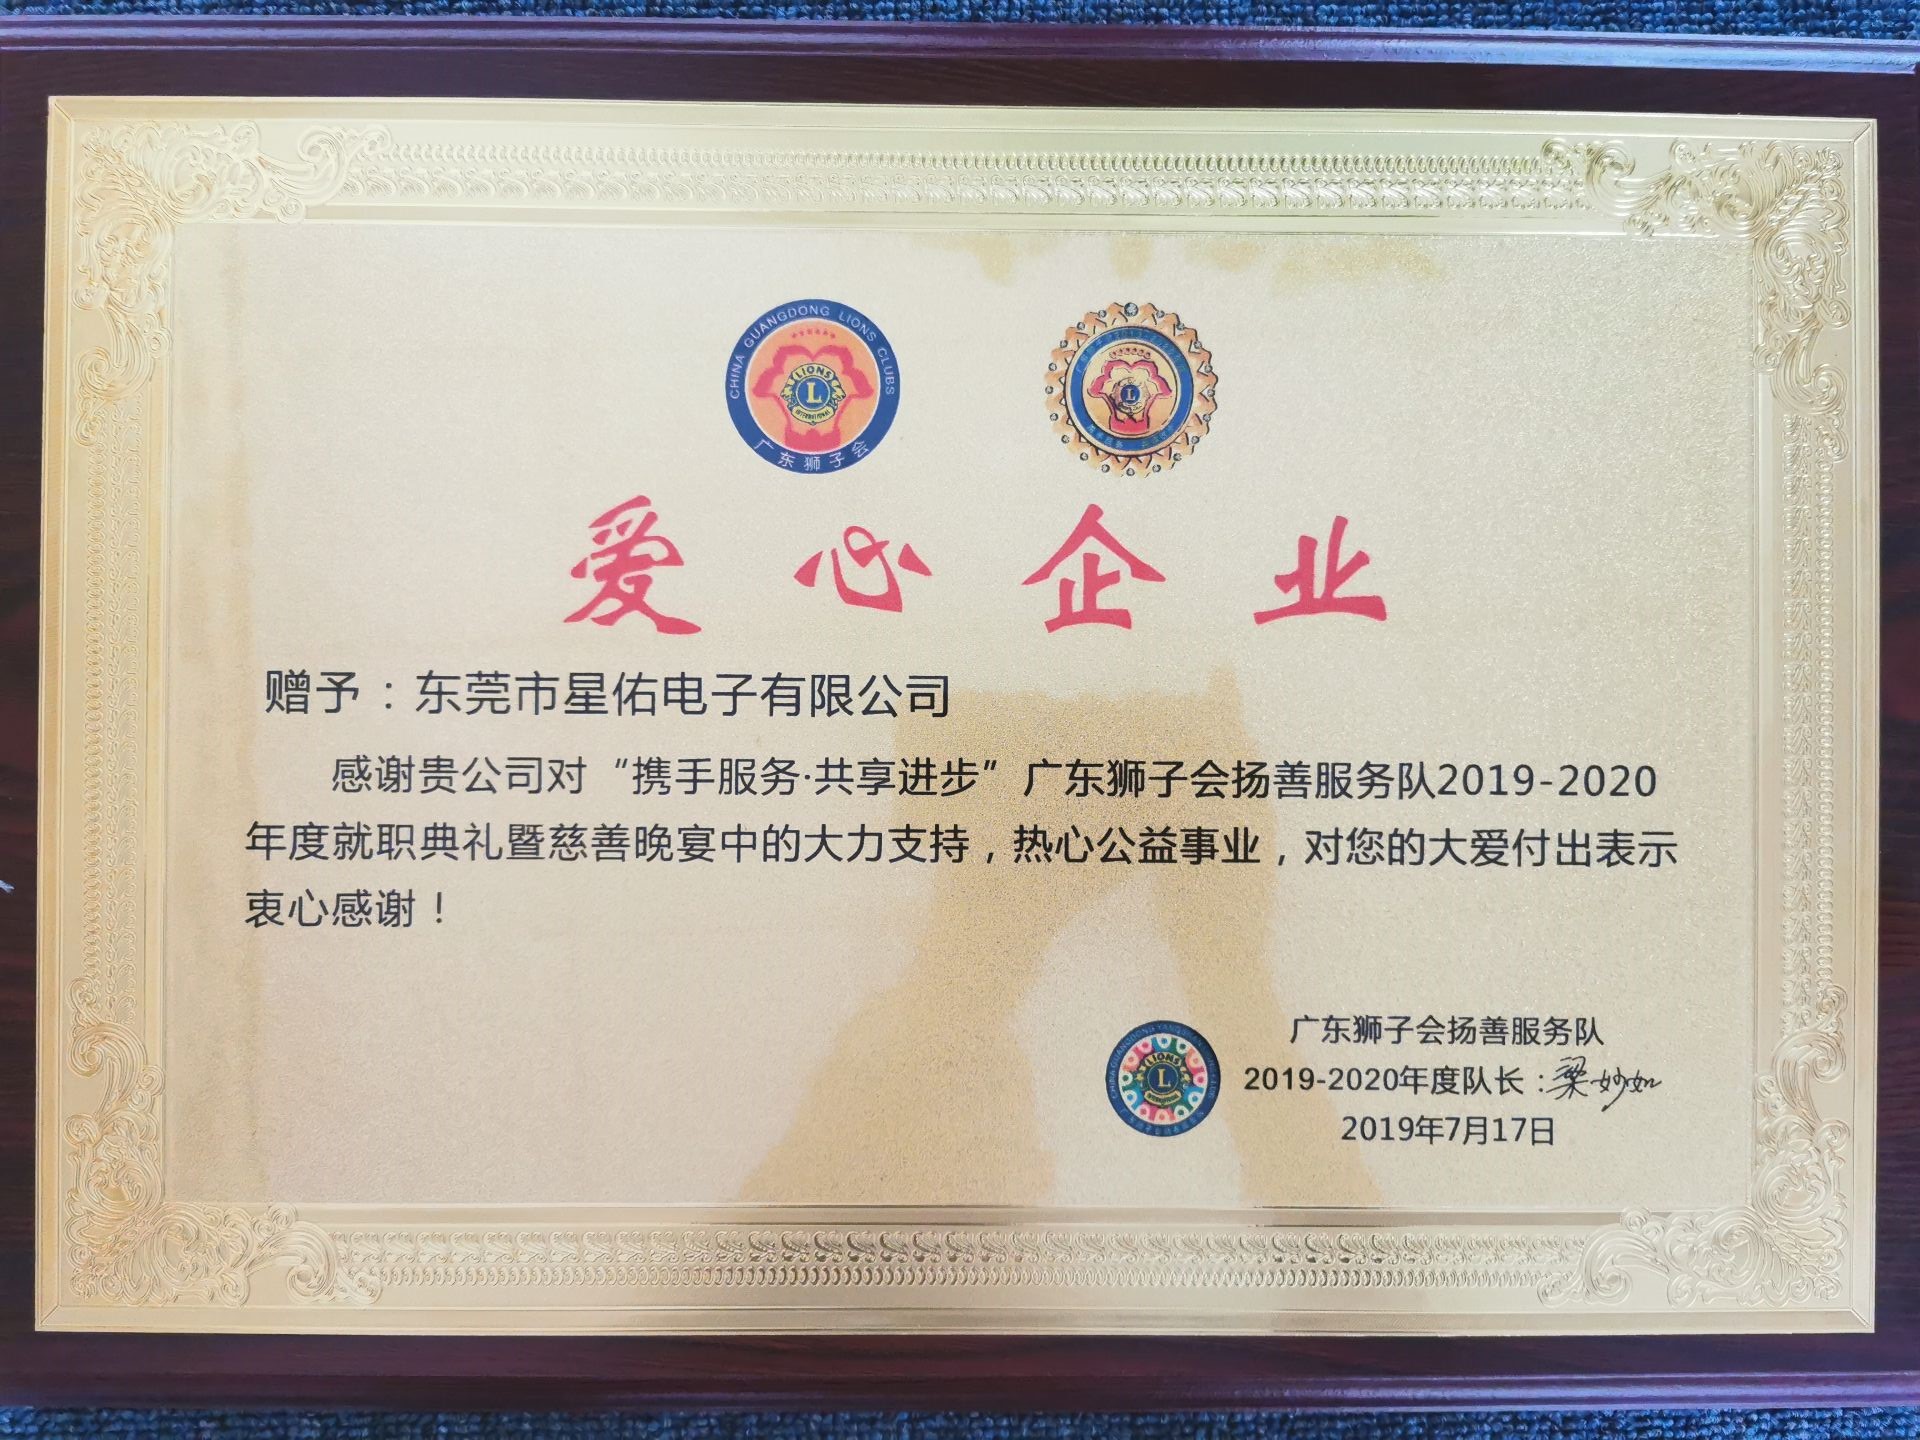 CHINA GUANGDONG LIONS CLUBS
LIONS
L
INTERNATIONAL
广东狮子会
L
爱心企业
赠予：东莞市星佑电子有限公司
感谢贵公司对“携手服务·共享进步”广东狮子会扬善服务队2019-2020
年度就职典礼暨慈善晚宴中的大力支持，热心公益事业，对您的大爱付出表示
衷心感谢！
LIONS
L
广东狮子会扬善服务队
2019-2020年度队长：梁妙如
2019年7月17日